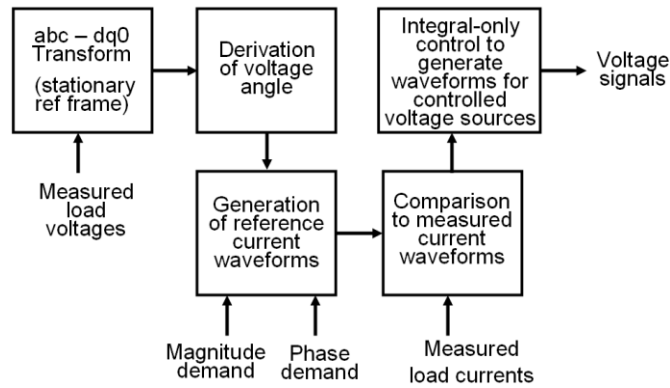 abc – dq0
Transform
(stationary
ref frame)
Derivation
of voltage
angle
Integral-only
control to
generate
waveforms for
controlled
voltage sources
Voltage
signals
Measured
load
voltages
Generation
of reference
current
waveforms
Comparison
to measured
current
waveforms
Magnitude
demand
Phase
demand
Measured
load currents